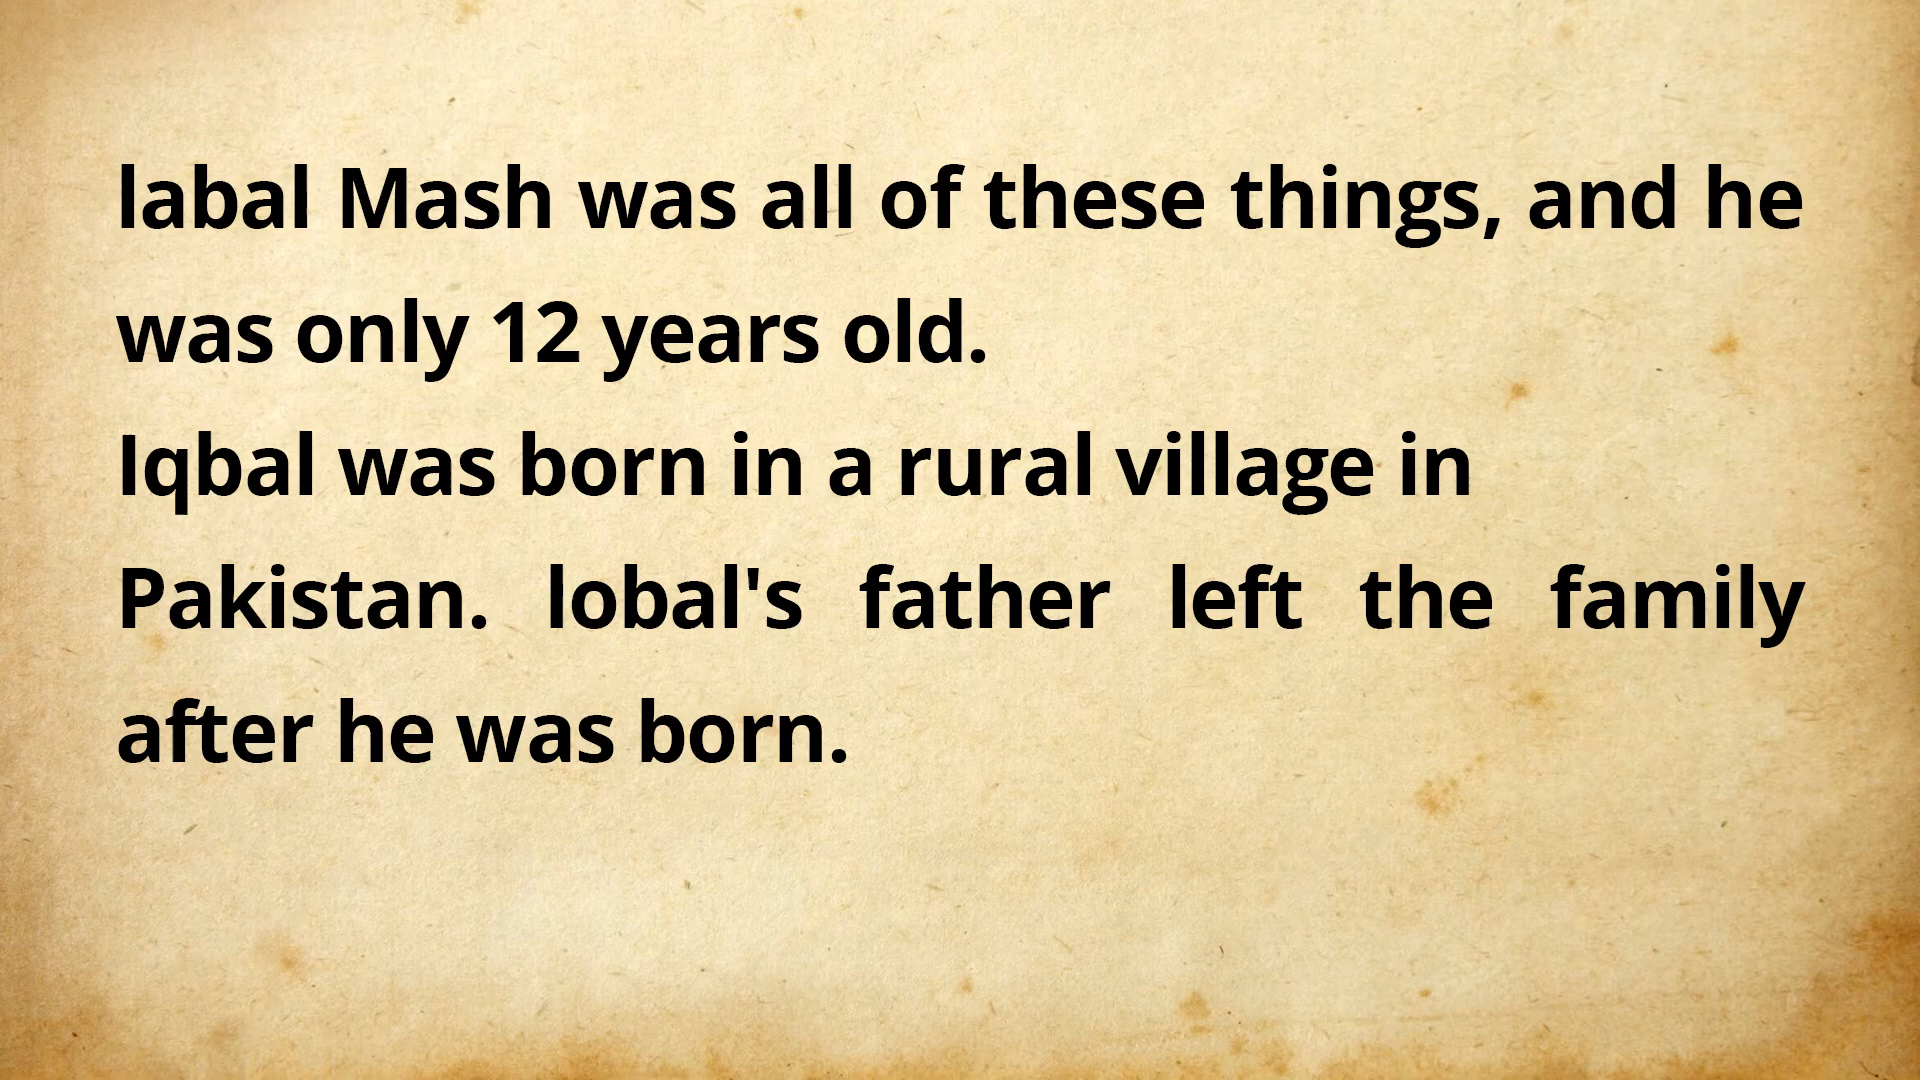 labal Mash was all of these things, and he
was only 12 years old.
Iqbal was born in a rural village in
Pakistan. lobal's father left the family
after he was born.